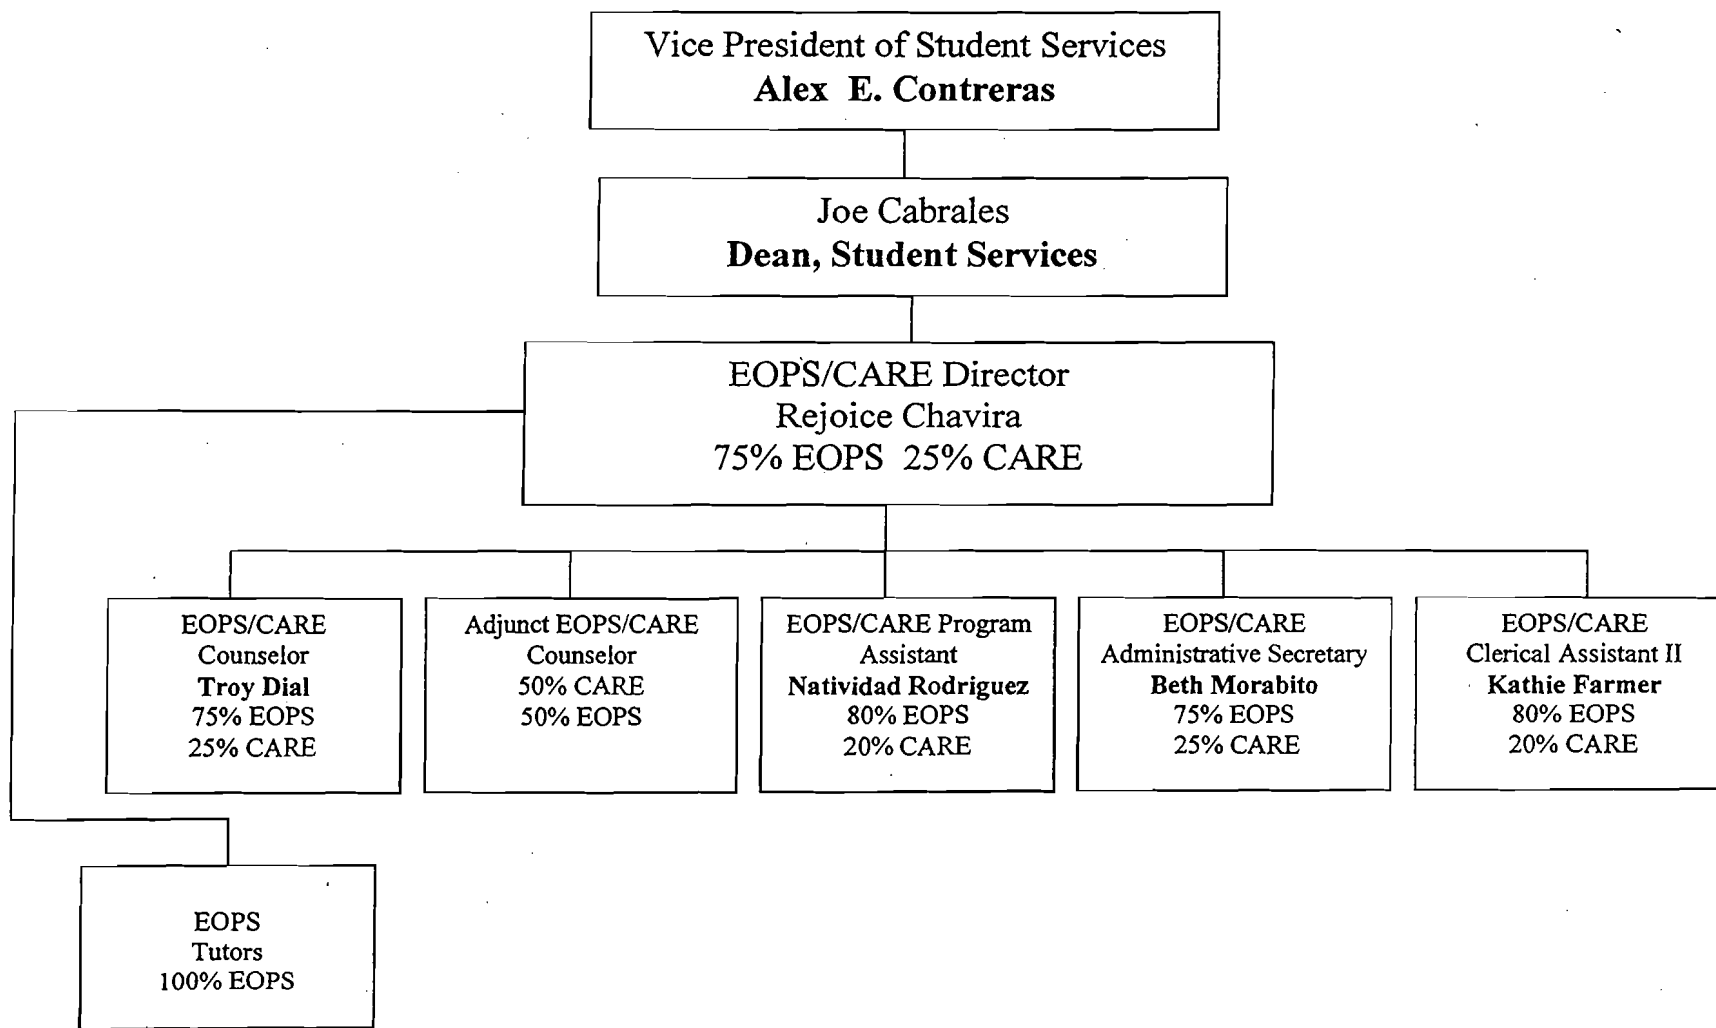 Vice President of Student Services
Alex E. Contreras
Joe Cabrales
Dean, Student Services
EOPS/CARE Director
Rejoice Chavira
75% EOPS 25% CARE
EOPS/CARE
Counselor
Troy Dial
75% EOPS
25% CARE
Adjunct EOPS/CARE
Counselor
50% CARE
50% EOPS
EOPS/CARE Program
Assistant
Natividad Rodriguez
80% EOPS
20% CARE
EOPS/CARE
Administrative Secretary
Beth Morabito
75% EOPS
25% CARE
EOPS/CARE
Clerical Assistant II
Kathie Farmer
80% EOPS
20% CARE
EOPS
Tutors
100% EOPS